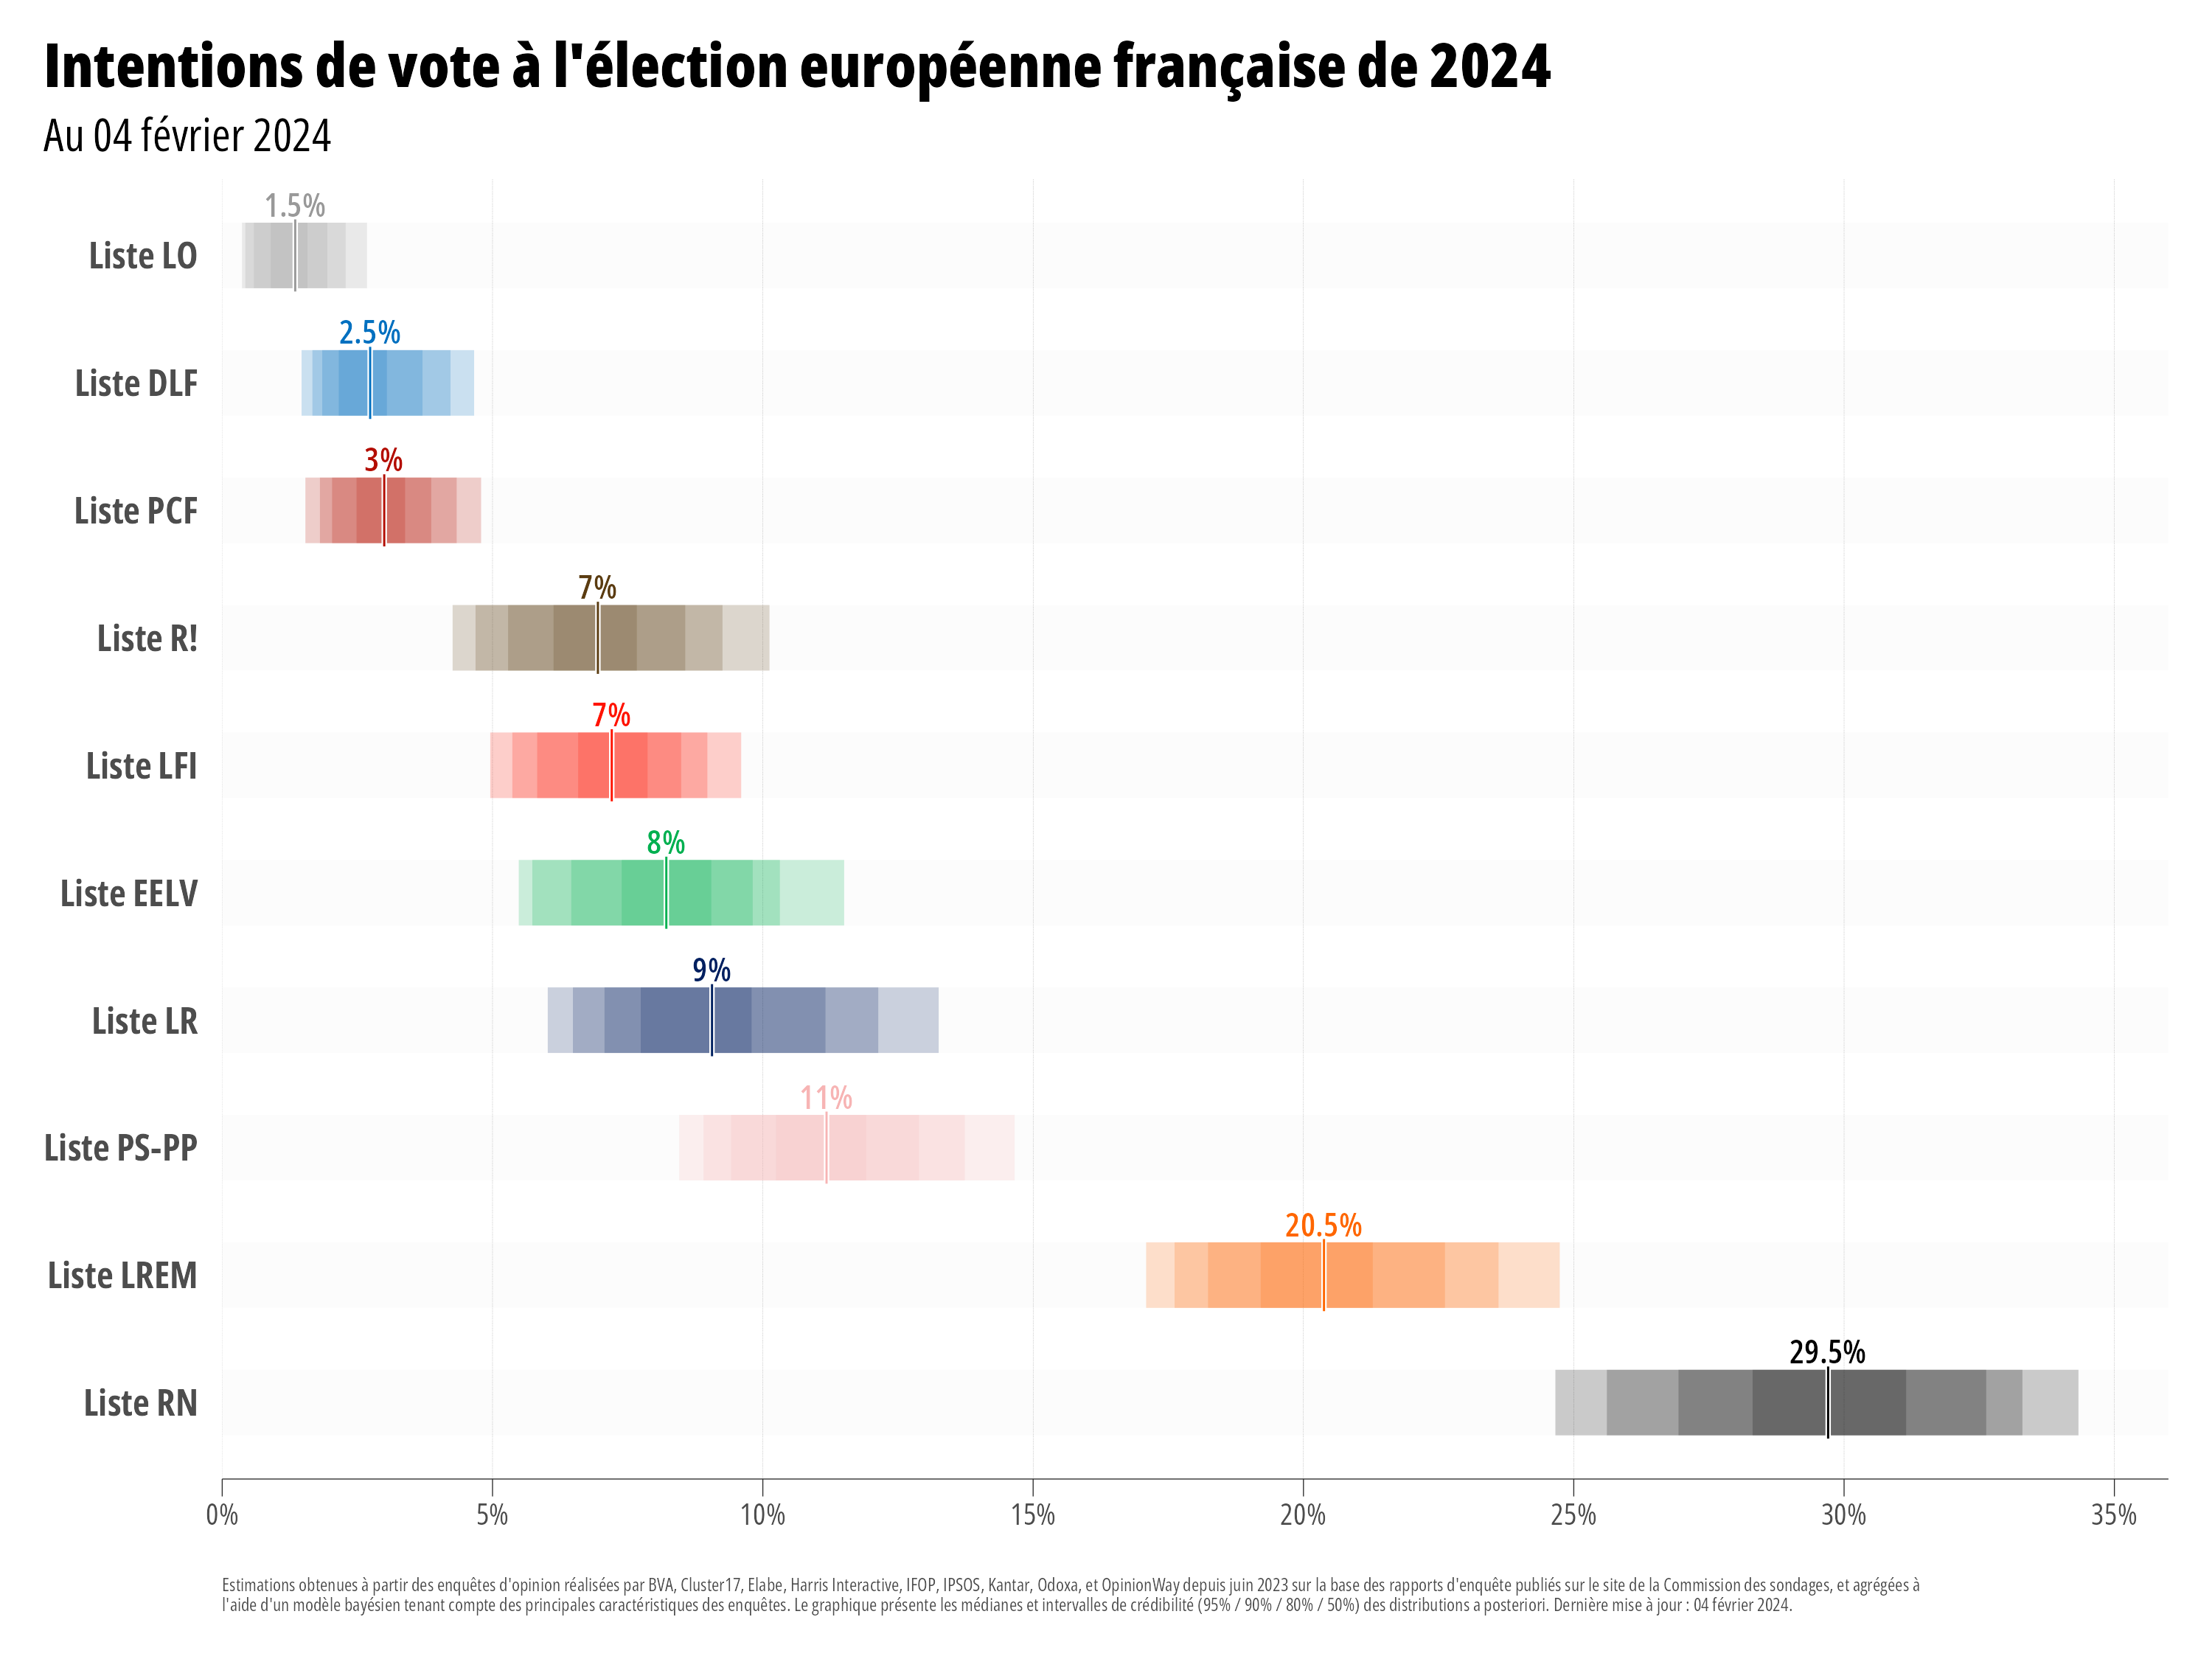 Intentions de vote à l'élection européenne française de 2024
Au 04 février 2024
1.5%
Liste LO
2.5%
Liste DLF
3%
Liste PCF
7%
Liste R!
7%
Liste LFI
8%
Liste EELV
9%
Liste LR
11%
Liste PS-PP
20.5%
Liste LREM
29.5%
Liste RN
0% 5% 10% 15% 20% 25% 30% 35%
Estimations obtenues à partir des enquêtes d'opinion réalisées par BVA, Cluster17, Elabe, Harris Interactive, IFOP, IPSOS, Kantar, Odoxa, et OpinionWay depuis juin 2023 sur la base des rapports d'enquête publiés sur le site de la Commission des sondages, et agrégées à
l'aide d'un modèle bayésien tenant compte des principales caractéristiques des enquêtes. Le graphique présente les médianes et intervalles de crédibilité (95% / 90% / 80% / 50%) des distributions a posteriori. Dernière mise à jour : 04 février 2024.